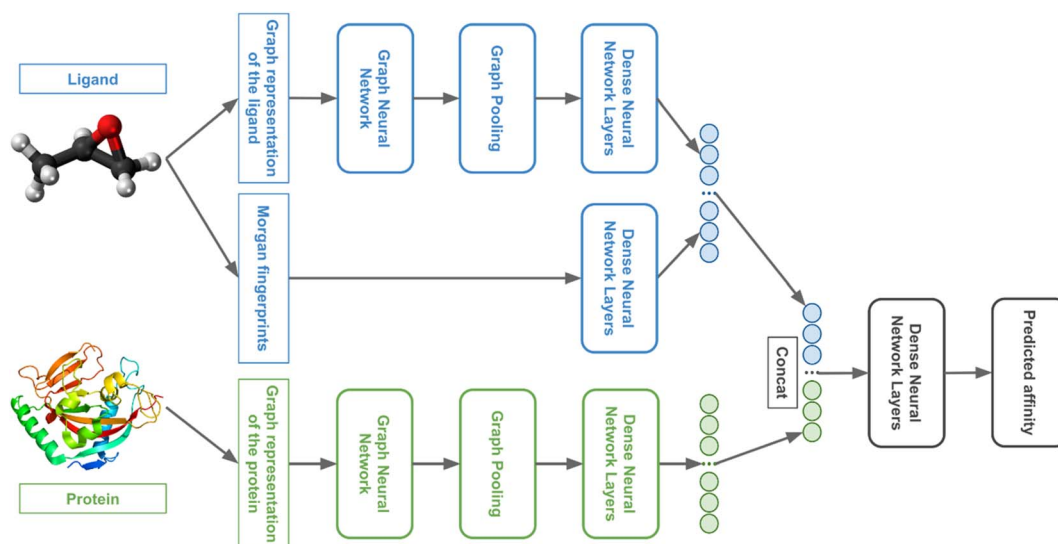 Ligand
Graph representation
of the ligand
Graph Neural
Network
Graph Pooling
Dense Neural
Network Layers
Morgan fingerprints
Dense Neural
Network Layers
Concat
Dense Neural
Network Layers
Predicted affinity
Protein
Graph representation
of the protein
Graph Neural
Network
Graph Pooling
Dense Neural
Network Layers